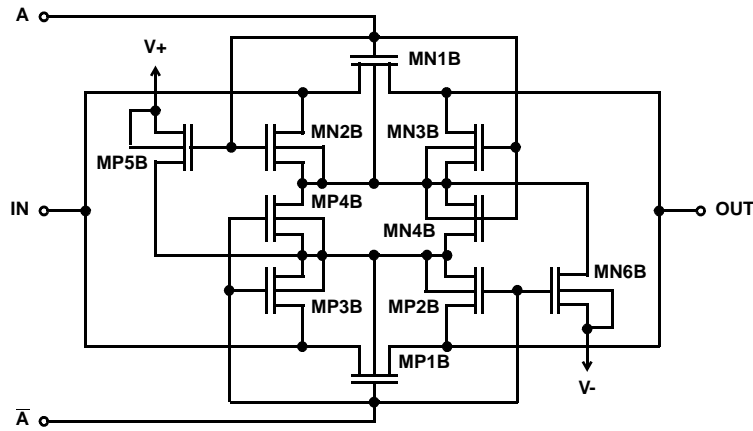 A
V+
MN1B
MN2B
MN3B
MP5B
MP4B
IN
OUT
MN4B
MN6B
MP3B
MP2B
MP1B
V-
A̅